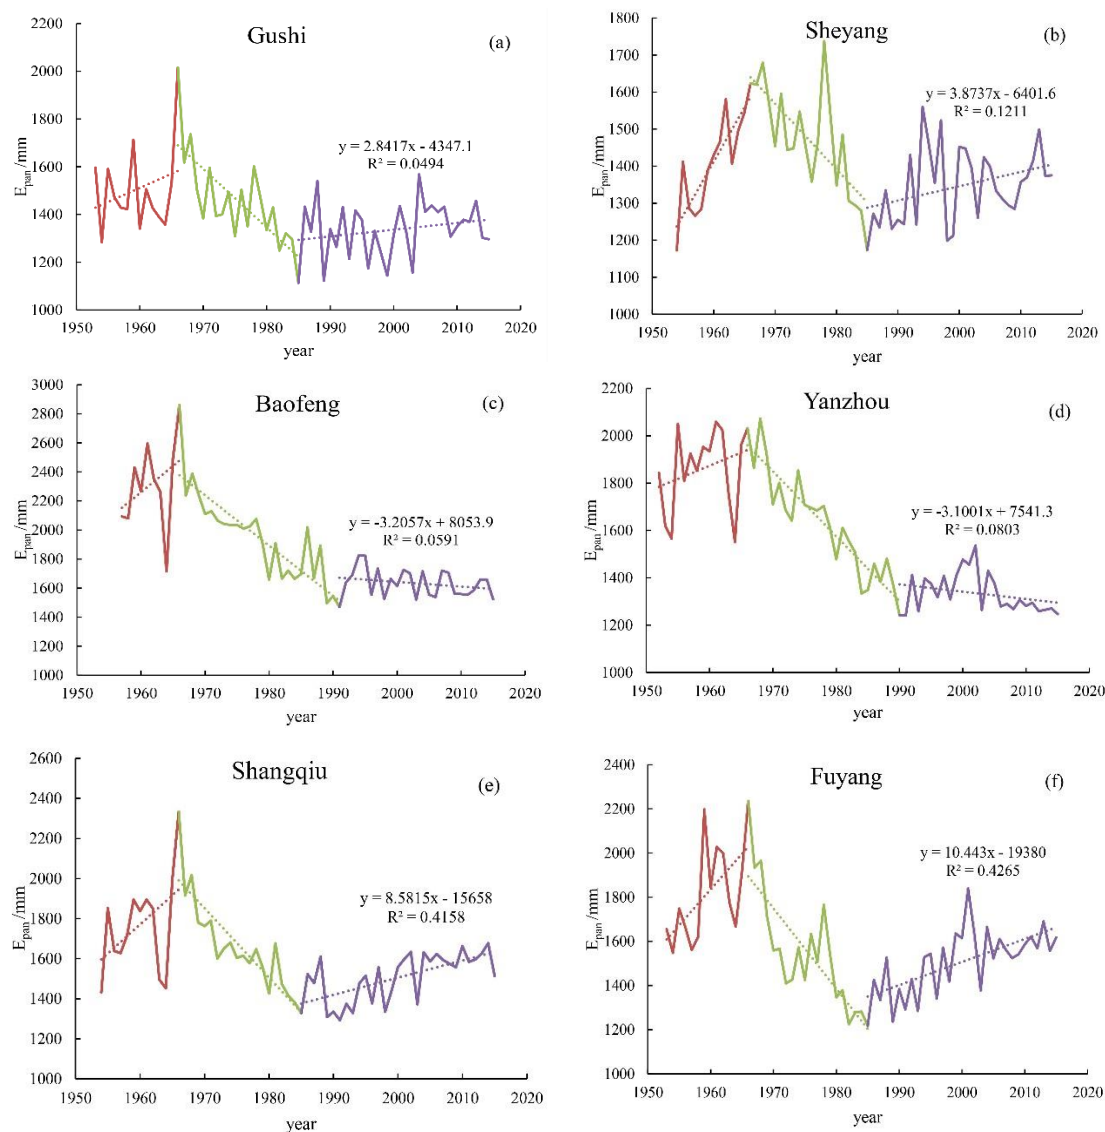 Gushi
(a)
2200
2000
1800
1600
1400
1200
1000
E_pan/mm
y = 2.8417x - 4347.1
R² = 0.0494
1950 1960 1970 1980 1990 2000 2010 2020
year
Sheyang
(b)
1800
1700
1600
1500
1400
1300
1200
1100
1000
E_pan/mm
y = 3.8737x - 6401.6
R² = 0.1211
1950 1960 1970 1980 1990 2000 2010 2020
year
Baofeng
(c)
3000
2800
2600
2400
2200
2000
1800
1600
1400
1200
1000
E_pan/mm
y = -3.2057x + 8053.9
R² = 0.0591
1950 1960 1970 1980 1990 2000 2010 2020
year
Yanzhou
(d)
2200
2000
1800
1600
1400
1200
1000
E_pan/mm
y = -3.1001x + 7541.3
R² = 0.0803
1950 1960 1970 1980 1990 2000 2010 2020
year
Shangqiu
(e)
2600
2400
2200
2000
1800
1600
1400
1200
1000
E_pan/mm
y = 8.5815x - 15658
R² = 0.4158
1950 1960 1970 1980 1990 2000 2010 2020
year
Fuyang
(f)
2400
2200
2000
1800
1600
1400
1200
1000
E_pan/mm
y = 10.443x - 19380
R² = 0.4265
1950 1960 1970 1980 1990 2000 2010 2020
year